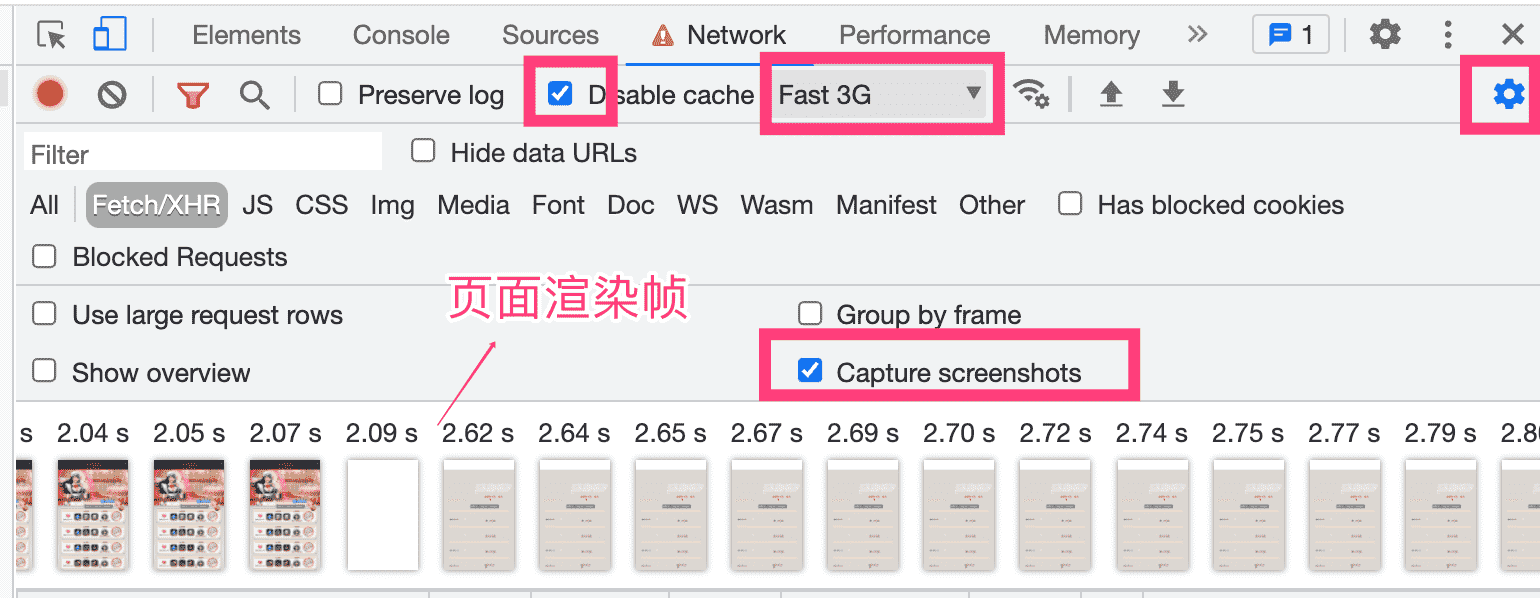 Elements Console Sources Network Performance Memory 1
Preserve log Disable cache Fast 3G
Filter Hide data URLs
All Fetch/XHR JS CSS Img Media Font Doc WS Wasm Manifest Other Has blocked cookies
Blocked Requests
页面渲染帧
Use large request rows Group by frame
Show overview Capture screenshots
s 2.04 s 2.05 s 2.07 s 2.09 s 2.62 s 2.64 s 2.65 s 2.67 s 2.69 s 2.70 s 2.72 s 2.74 s 2.75 s 2.77 s 2.79 s